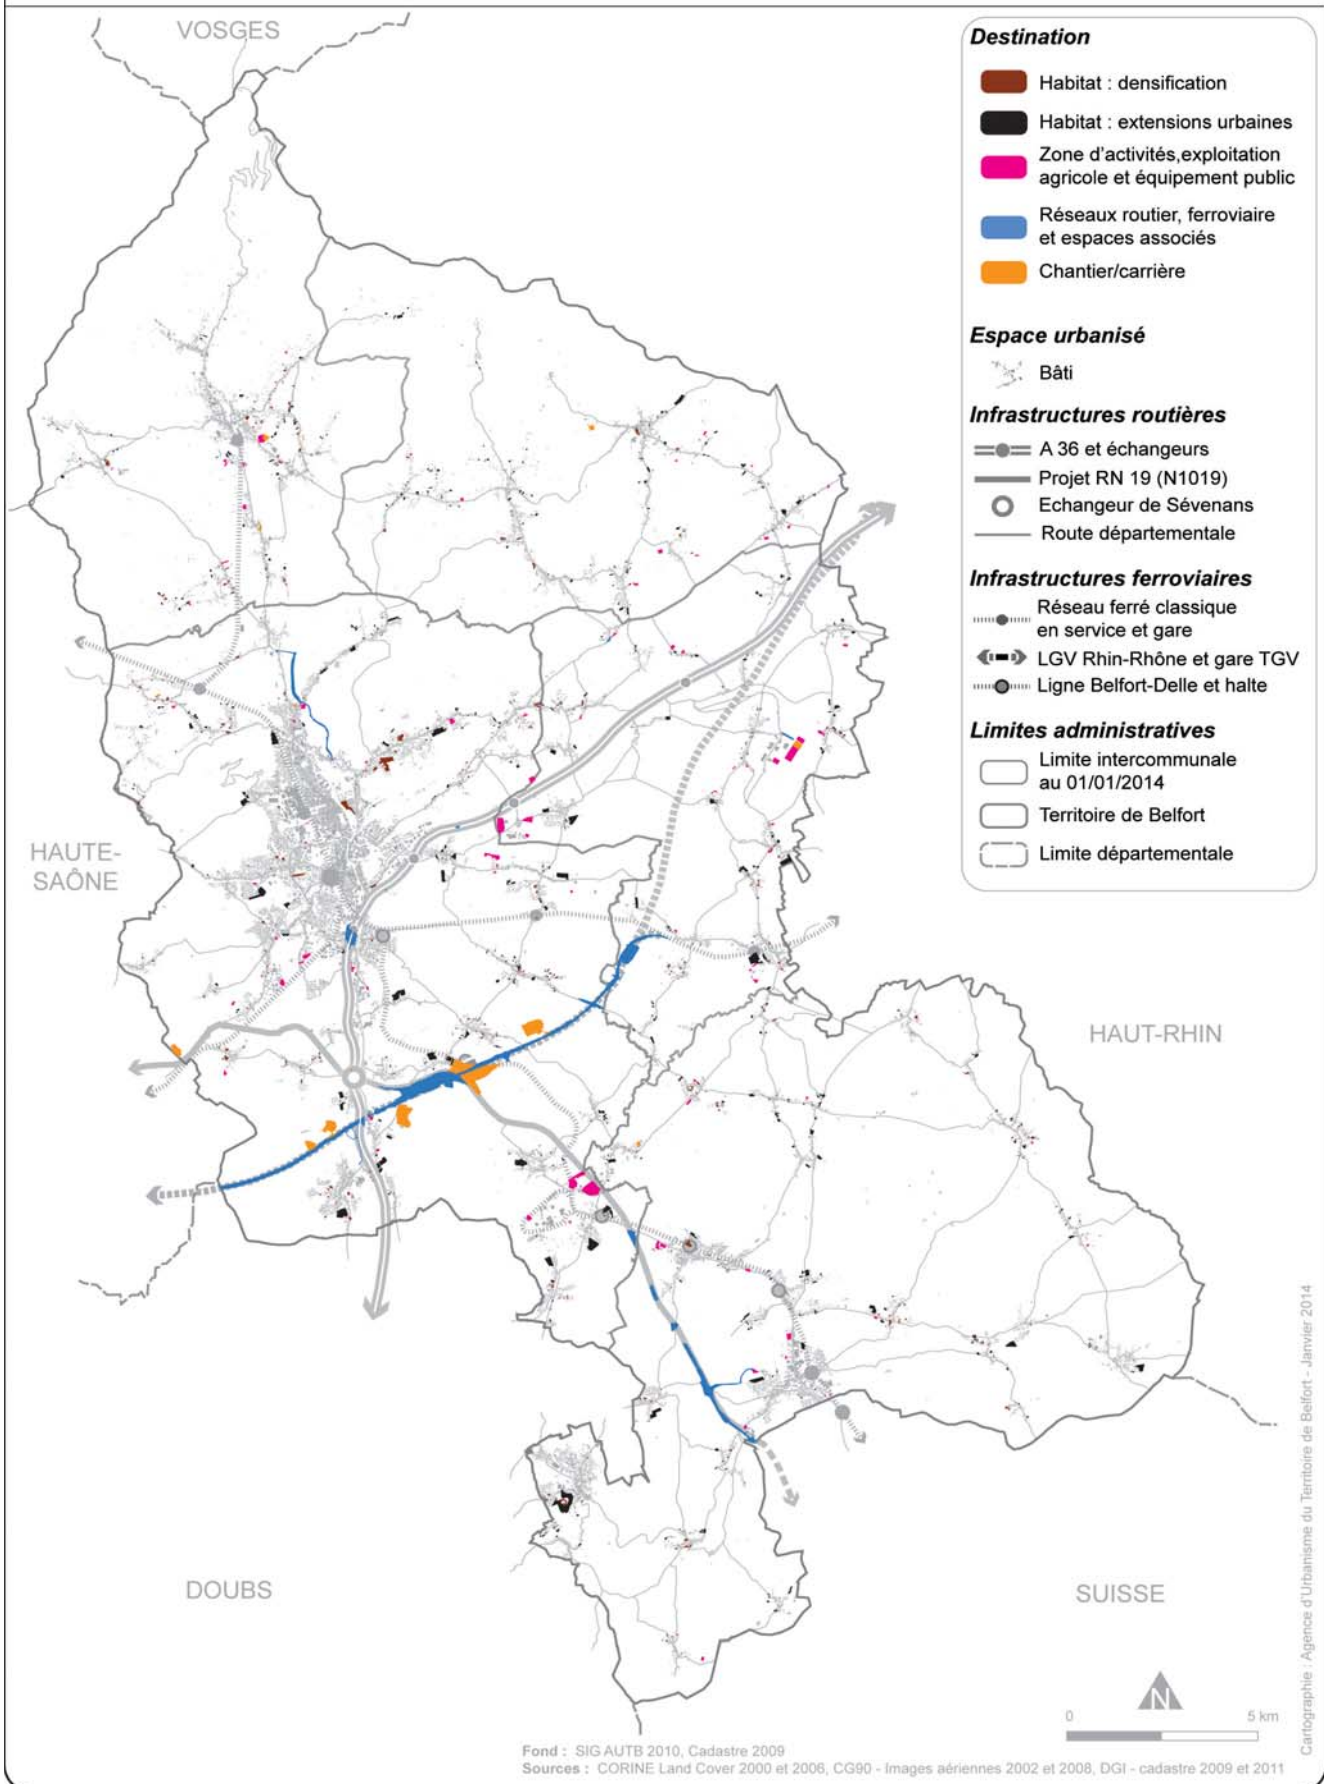 VOSGES
Destination
Habitat : densification
Habitat : extensions urbaines
Zone d'activités,exploitation
agricole et équipement public
Réseaux routier, ferroviaire
et espaces associés
Chantier/carrière
Espace urbanisé
Bâti
Infrastructures routières
A 36 et échangeurs
Projet RN 19 (N1019)
Echangeur de Sévenans
Route départementale
Infrastructures ferroviaires
Réseau ferré classique
en service et gare
LGV Rhin-Rhône et gare TGV
Ligne Belfort-Delle et halte
Limites administratives
Limite intercommunale
au 01/01/2014
Territoire de Belfort
Limite départementale
HAUTE-
SAÔNE
HAUT-RHIN
DOUBS
SUISSE
N
0 5 km
Fond : SIG AUTB 2010, Cadastre 2009
Sources : CORINE Land Cover 2000 et 2006, CG90 - Images aériennes 2002 et 2008, DGI - cadastre 2009 et 2011
Cartographie : Agence d'Urbanisme du Territoire de Belfort - Janvier 2014